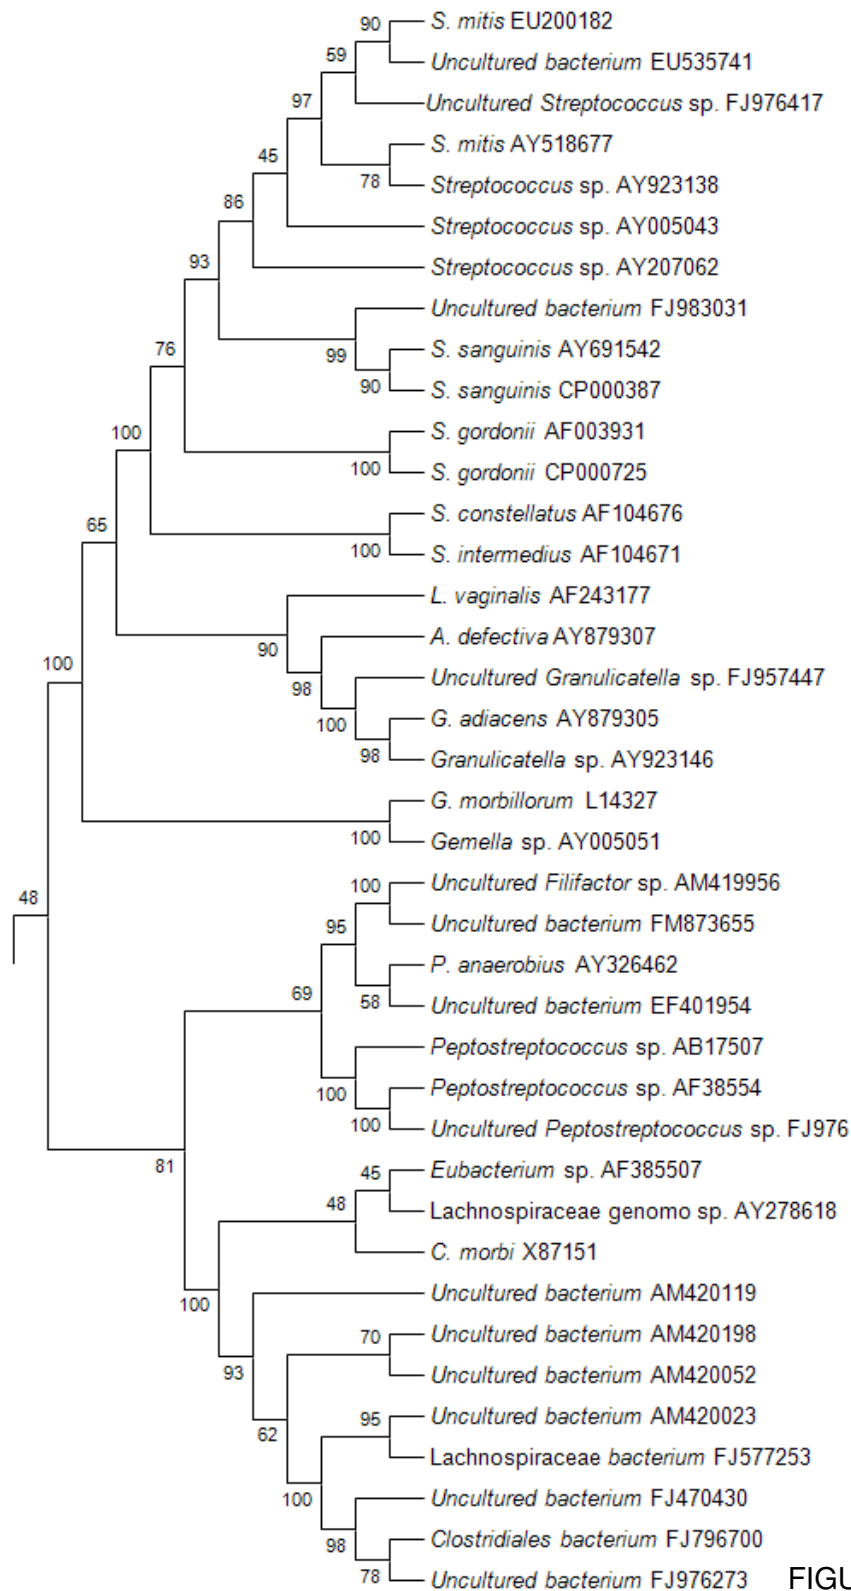 90
S. mitis EU200182
59
Uncultured bacterium EU535741
97
Uncultured Streptococcus sp. FJ976417
45
S. mitis AY518677
78
Streptococcus sp. AY923138
86
Streptococcus sp. AY005043
93
Streptococcus sp. AY207062
Uncultured bacterium FJ983031
76
99
S. sanguinis AY691542
90
S. sanguinis CP000387
100
S. gordonii AF003931
100
S. gordonii CP000725
65
S. constellatus AF104676
100
S. intermedius AF104671
L. vaginalis AF243177
90
A. defectiva AY879307
100
98
Uncultured Granulicatella sp. FJ957447
100
G. adiacens AY879305
98
Granulicatella sp. AY923146
G. morbillorum L14327
100
Gemella sp. AY005051
100
Uncultured Filifactor sp. AM419956
48
95
Uncultured bacterium FM873655
P. anaerobius AY326462
69
58
Uncultured bacterium EF401954
Peptostreptococcus sp. AB17507
100
Peptostreptococcus sp. AF38554
100
Uncultured Peptostreptococcus sp. FJ976
81
45
Eubacterium sp. AF385507
48
Lachnospiraceae genomo sp. AY278618
C. morbi X87151
100
Uncultured bacterium AM420119
70
Uncultured bacterium AM420198
93
Uncultured bacterium AM420052
95
Uncultured bacterium AM420023
62
Lachnospiraceae bacterium FJ577253
100
Uncultured bacterium FJ470430
98
Clostridiales bacterium FJ796700
78
Uncultured bacterium FJ976273
FIGU